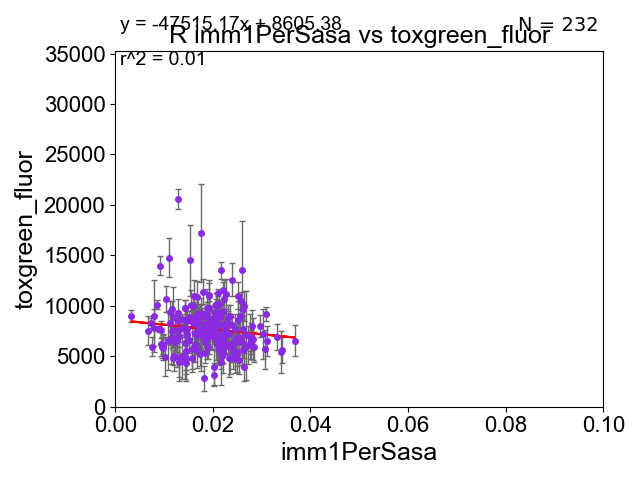 y = -47515.17x + 8605.38
N = 232
R imm1PerSasa vs toxgreen_fluor
r^2 = 0.01
35000
30000
25000
20000
15000
10000
5000
0
toxgreen_fluor
0.00 0.02 0.04 0.06 0.08 0.10
imm1PerSasa